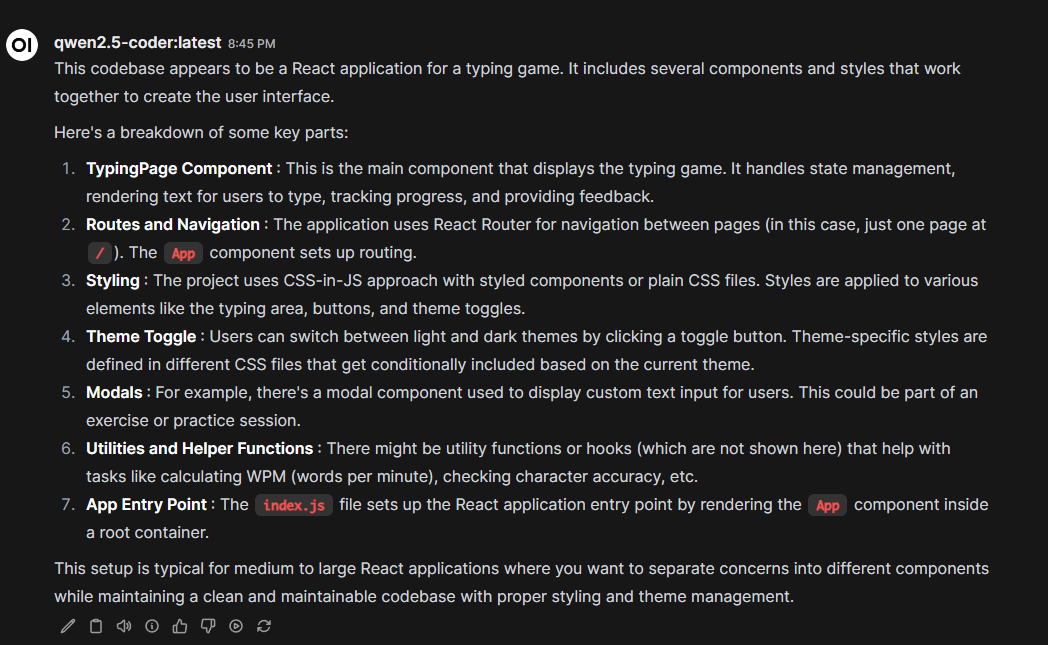 OI
qwen2.5-coder:latest 8:45 PM
This codebase appears to be a React application for a typing game. It includes several components and styles that work
together to create the user interface.
Here's a breakdown of some key parts:
1. TypingPage Component : This is the main component that displays the typing game. It handles state management,
rendering text for users to type, tracking progress, and providing feedback.
2. Routes and Navigation : The application uses React Router for navigation between pages (in this case, just one page at
/ ). The App component sets up routing.
3. Styling : The project uses CSS-in-JS approach with styled components or plain CSS files. Styles are applied to various
elements like the typing area, buttons, and theme toggles.
4. Theme Toggle : Users can switch between light and dark themes by clicking a toggle button. Theme-specific styles are
defined in different CSS files that get conditionally included based on the current theme.
5. Modals : For example, there's a modal component used to display custom text input for users. This could be part of an
exercise or practice session.
6. Utilities and Helper Functions : There might be utility functions or hooks (which are not shown here) that help with
tasks like calculating WPM (words per minute), checking character accuracy, etc.
7. App Entry Point : The index.js file sets up the React application entry point by rendering the App component inside
a root container.
This setup is typical for medium to large React applications where you want to separate concerns into different components
while maintaining a clean and maintainable codebase with proper styling and theme management.